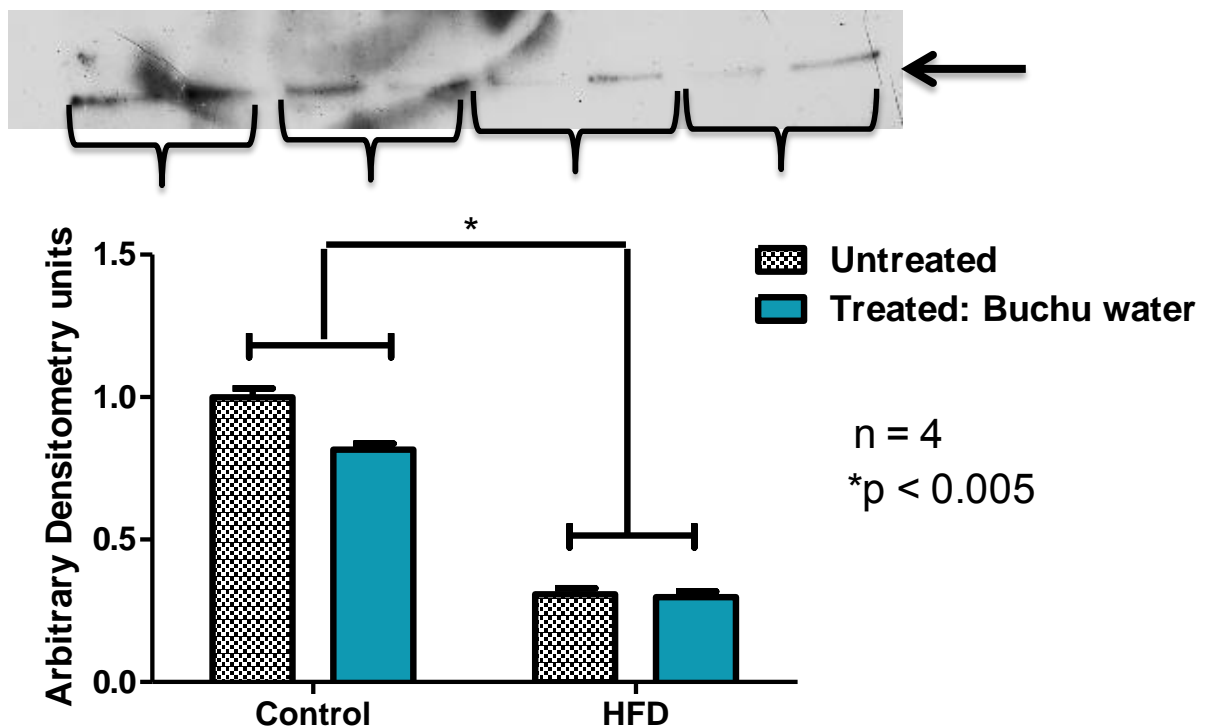 *
Arbitrary Densitometry units
1.5
1.0
0.5
0.0
Control
HFD
Untreated
Treated: Buchu water
n = 4
*p < 0.005